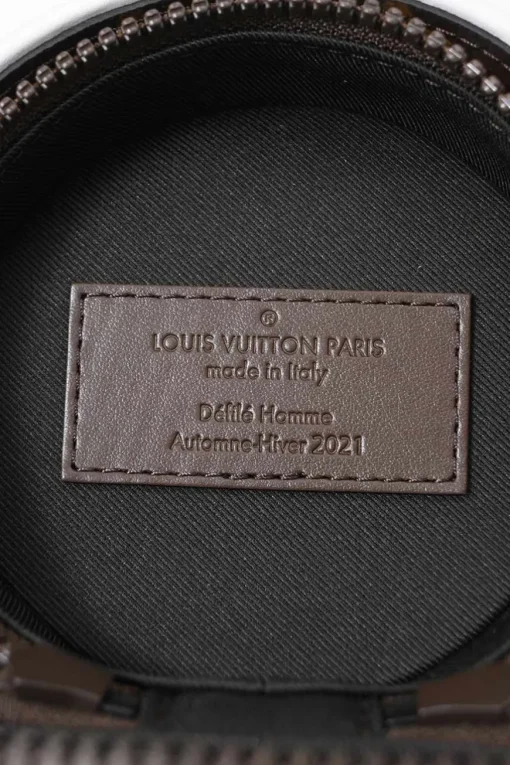 ®
LOUIS VUITTON PARIS
made in Italy
Défilé Homme
Automne-Hiver 2021